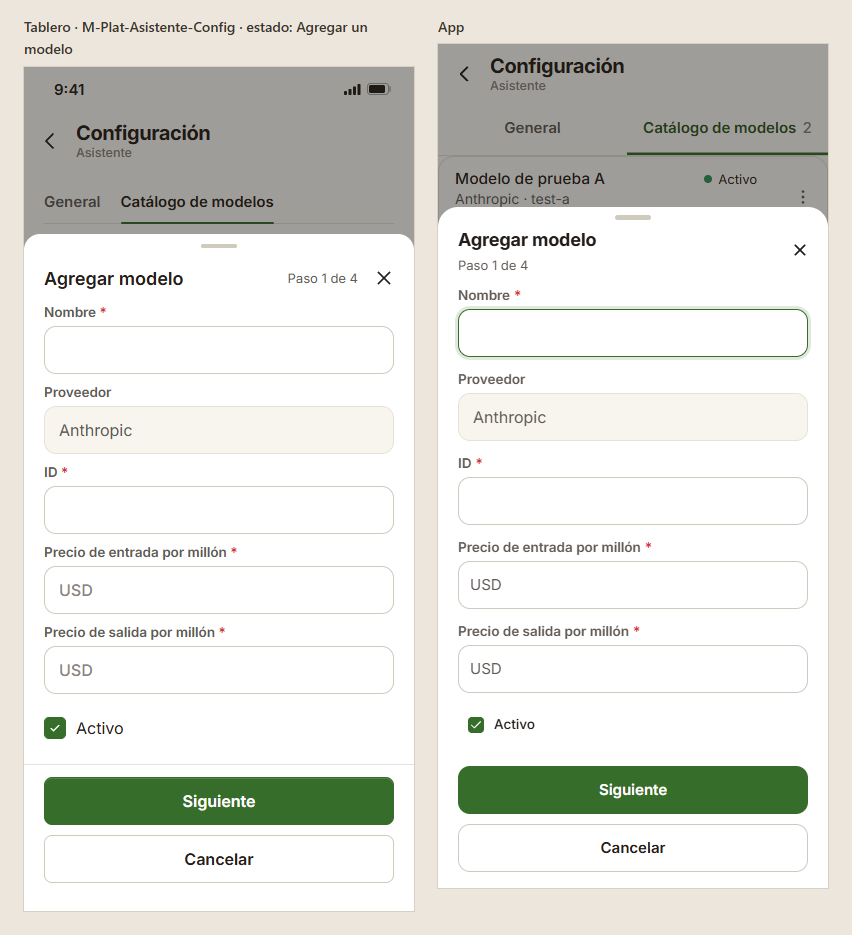 Tablero · M-Plat-Asistente-Config · estado: Agregar un
modelo
9:41
Configuración
Asistente
General
Catálogo de modelos
Agregar modelo
Paso 1 de 4
Nombre *
Proveedor
Anthropic
ID *
Precio de entrada por millón *
USD
Precio de salida por millón *
USD
Activo
Siguiente
Cancelar
App
Configuración
Asistente
General
Catálogo de modelos 2
Modelo de prueba A
Activo
Anthropic · test-a
Agregar modelo
Paso 1 de 4
Nombre *
Proveedor
Anthropic
ID *
Precio de entrada por millón *
USD
Precio de salida por millón *
USD
Activo
Siguiente
Cancelar